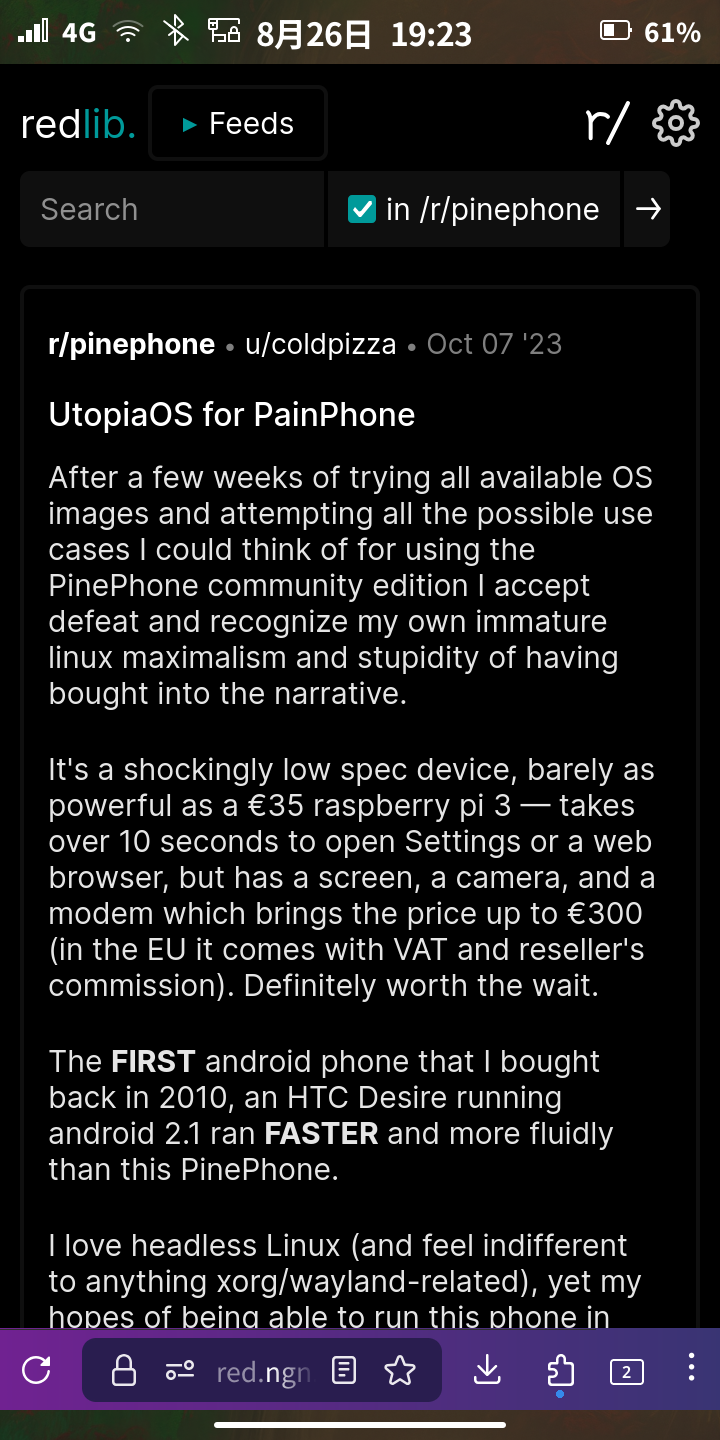 4G 8月26日 19:23 61%
redlib. ▶ Feeds r/
Search in /r/pinephone →
r/pinephone • u/coldpizza • Oct 07 '23
UtopiaOS for PainPhone
After a few weeks of trying all available OS
images and attempting all the possible use
cases I could think of for using the
PinePhone community edition I accept
defeat and recognize my own immature
linux maximalism and stupidity of having
bought into the narrative.
It's a shockingly low spec device, barely as
powerful as a €35 raspberry pi 3 — takes
over 10 seconds to open Settings or a web
browser, but has a screen, a camera, and a
modem which brings the price up to €300
(in the EU it comes with VAT and reseller's
commission). Definitely worth the wait.
The FIRST android phone that I bought
back in 2010, an HTC Desire running
android 2.1 ran FASTER and more fluidly
than this PinePhone.
I love headless Linux (and feel indifferent
to anything xorg/wayland-related), yet my
hopes of being able to run this phone in
red.ngn 2